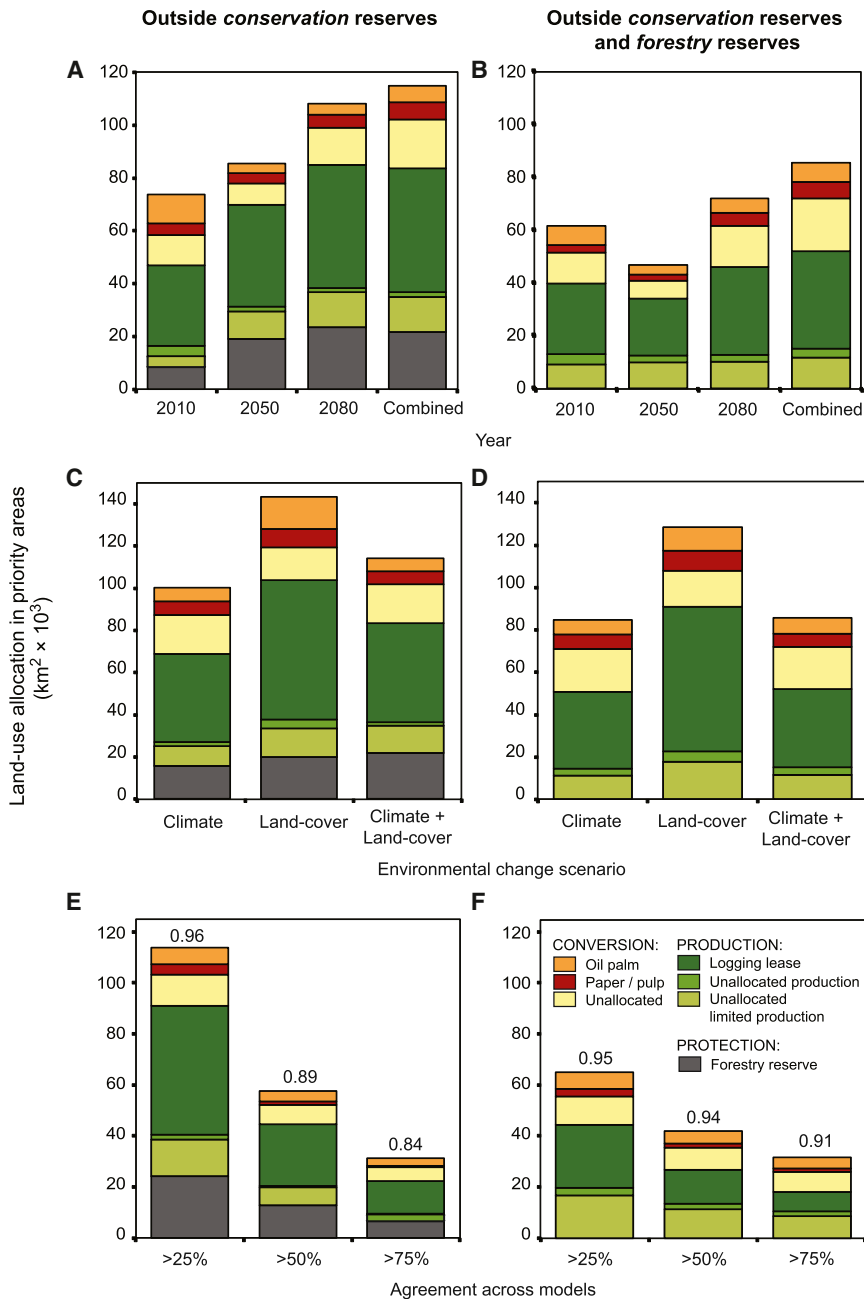 Outside conservation reserves
Outside conservation reserves
and forestry reserves
A
120
100
80
60
40
20
0
2010
2050
2080
Combined
B
120
100
80
60
40
20
0
2010
2050
2080
Combined
Year
Land-use allocation in priority areas
(km² × 10³)
C
140
120
100
80
60
40
20
0
Climate
Land-cover
Climate +
Land-cover
D
140
120
100
80
60
40
20
0
Climate
Land-cover
Climate +
Land-cover
Environmental change scenario
E
120
100
80
60
40
20
0
0.96
0.89
0.84
>25%
>50%
>75%
F
120
100
80
60
40
20
0
CONVERSION:
Oil palm
Paper / pulp
Unallocated
PRODUCTION:
Logging lease
Unallocated production
Unallocated
limited production
PROTECTION:
Forestry reserve
0.95
0.94
0.91
>25%
>50%
>75%
Agreement across models